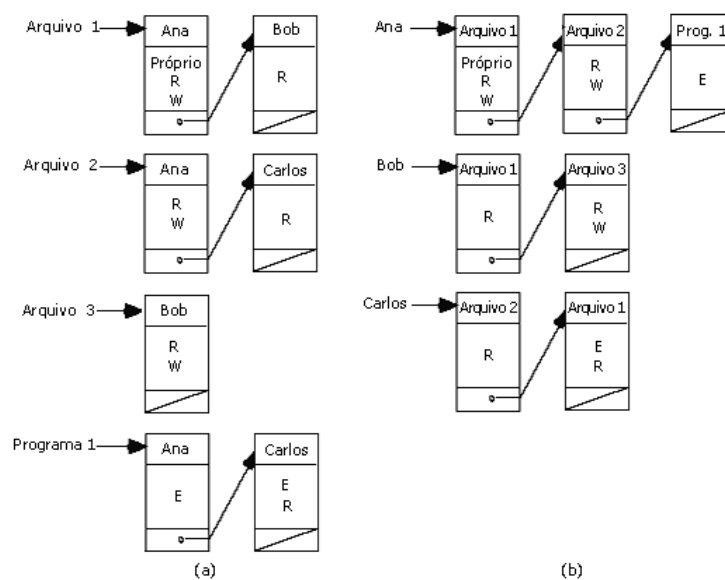 Arquivo 1
Ana
Próprio
R
W
Bob
R
Arquivo 2
Ana
R
W
Carlos
R
Arquivo 3
Bob
R
W
Programa 1
Ana
E
Carlos
E
R
(a)
Ana
Arquivo 1
Próprio
R
W
Arquivo 2
R
W
Prog. 1
E
Bob
Arquivo 1
R
Arquivo 3
R
W
Carlos
Arquivo 2
R
Arquivo 1
E
R
(b)